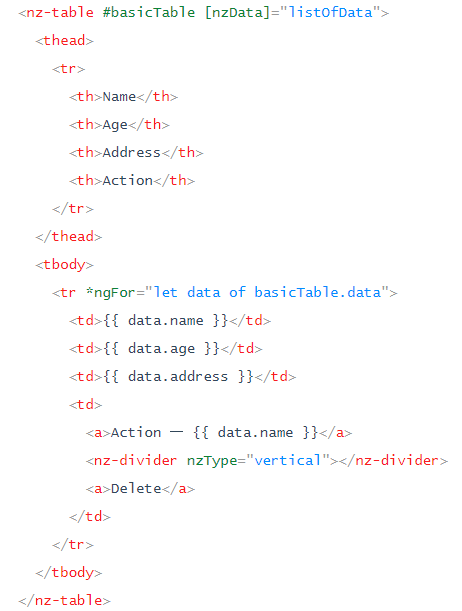 <nz-table #basicTable [nzData]="listOfData">
  <thead>
    <tr>
      <th>Name</th>
      <th>Age</th>
      <th>Address</th>
      <th>Action</th>
    </tr>
  </thead>
  <tbody>
    <tr *ngFor="let data of basicTable.data">
      <td>{{ data.name }}</td>
      <td>{{ data.age }}</td>
      <td>{{ data.address }}</td>
      <td>
        <a>Action 一 {{ data.name }}</a>
        <nz-divider nzType="vertical"></nz-divider>
        <a>Delete</a>
      </td>
    </tr>
  </tbody>
</nz-table>